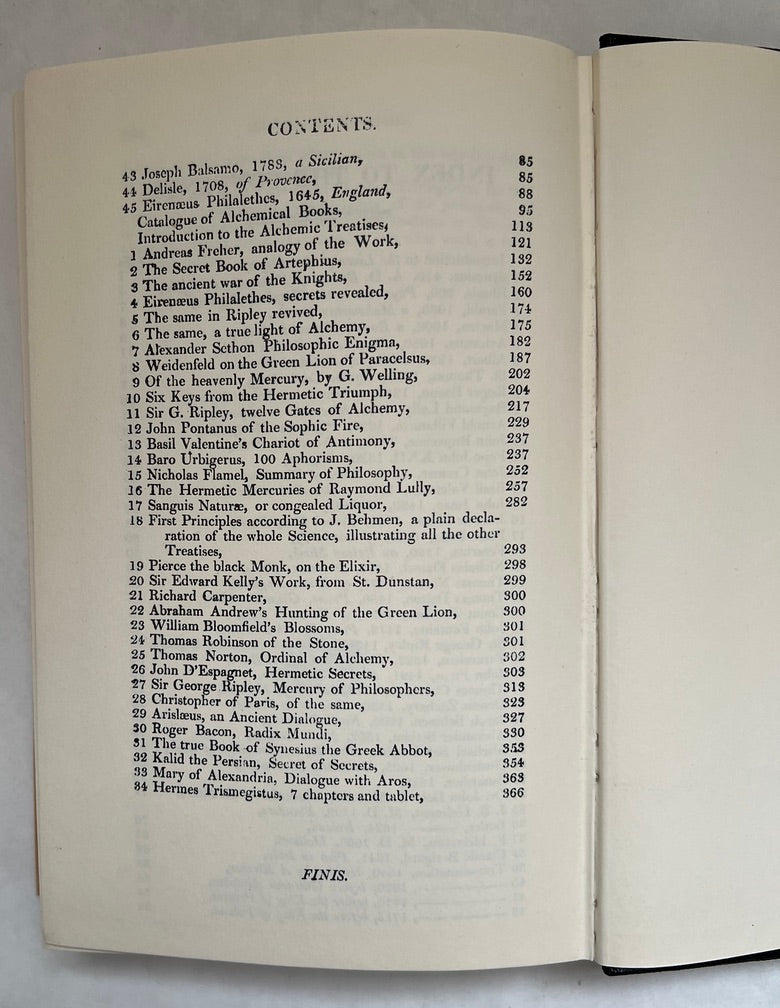 CONTENTS.
43 Joseph Balsamo, 1788, a Sicilian, 85
44 Delisle, 1708, of Provence, 85
45 Eirenæus Philalethes, 1645, England, 88
Catalogue of Alchemical Books, 95
Introduction to the Alchemic Treatises, 113
1 Andreas Freher, analogy of the Work, 121
2 The Secret Book of Artephius, 132
3 The ancient war of the Knights, 152
4 Eirenæus Philalethes, secrets revealed, 160
5 The same in Ripley revived, 174
6 The same, a true light of Alchemy, 175
7 Alexander Sethon Philosophic Enigma, 182
8 Weidenfeld on the Green Lion of Paracelsus, 187
9 Of the heavenly Mercury, by G. Welling, 202
10 Six Keys from the Hermetic Triumph, 204
11 Sir G. Ripley, twelve Gates of Alchemy, 217
12 John Pontanus of the Sophic Fire, 229
13 Basil Valentine's Chariot of Antimony, 237
14 Baro Urbigerus, 100 Aphorisms, 237
15 Nicholas Flamel, Summary of Philosophy, 252
16 The Hermetic Mercuries of Raymond Lully, 257
17 Sanguis Naturæ, or congealed Liquor, 282
18 First Principles according to J. Behmen, a plain decla-
ration of the whole Science, illustrating all the other
Treatises, 293
19 Pierce the black Monk, on the Elixir, 298
20 Sir Edward Kelly's Work, from St. Dunstan, 299
21 Richard Carpenter, 300
22 Abraham Andrew's Hunting of the Green Lion, 300
23 William Bloomfield's Blossoms, 301
24 Thomas Robinson of the Stone, 301
25 Thomas Norton, Ordinal of Alchemy, 302
26 John D'Espagnet, Hermetic Secrets, 303
27 Sir George Ripley, Mercury of Philosophers, 313
28 Christopher of Paris, of the same, 323
29 Arislæus, an Ancient Dialogue, 327
30 Roger Bacon, Radix Mundi, 330
31 The true Book of Synesius the Greek Abbot, 353
32 Kalid the Persian, Secret of Secrets, 354
33 Mary of Alexandria, Dialogue with Aros, 363
34 Hermes Trismegistus, 7 chapters and tablet, 366
FINIS.